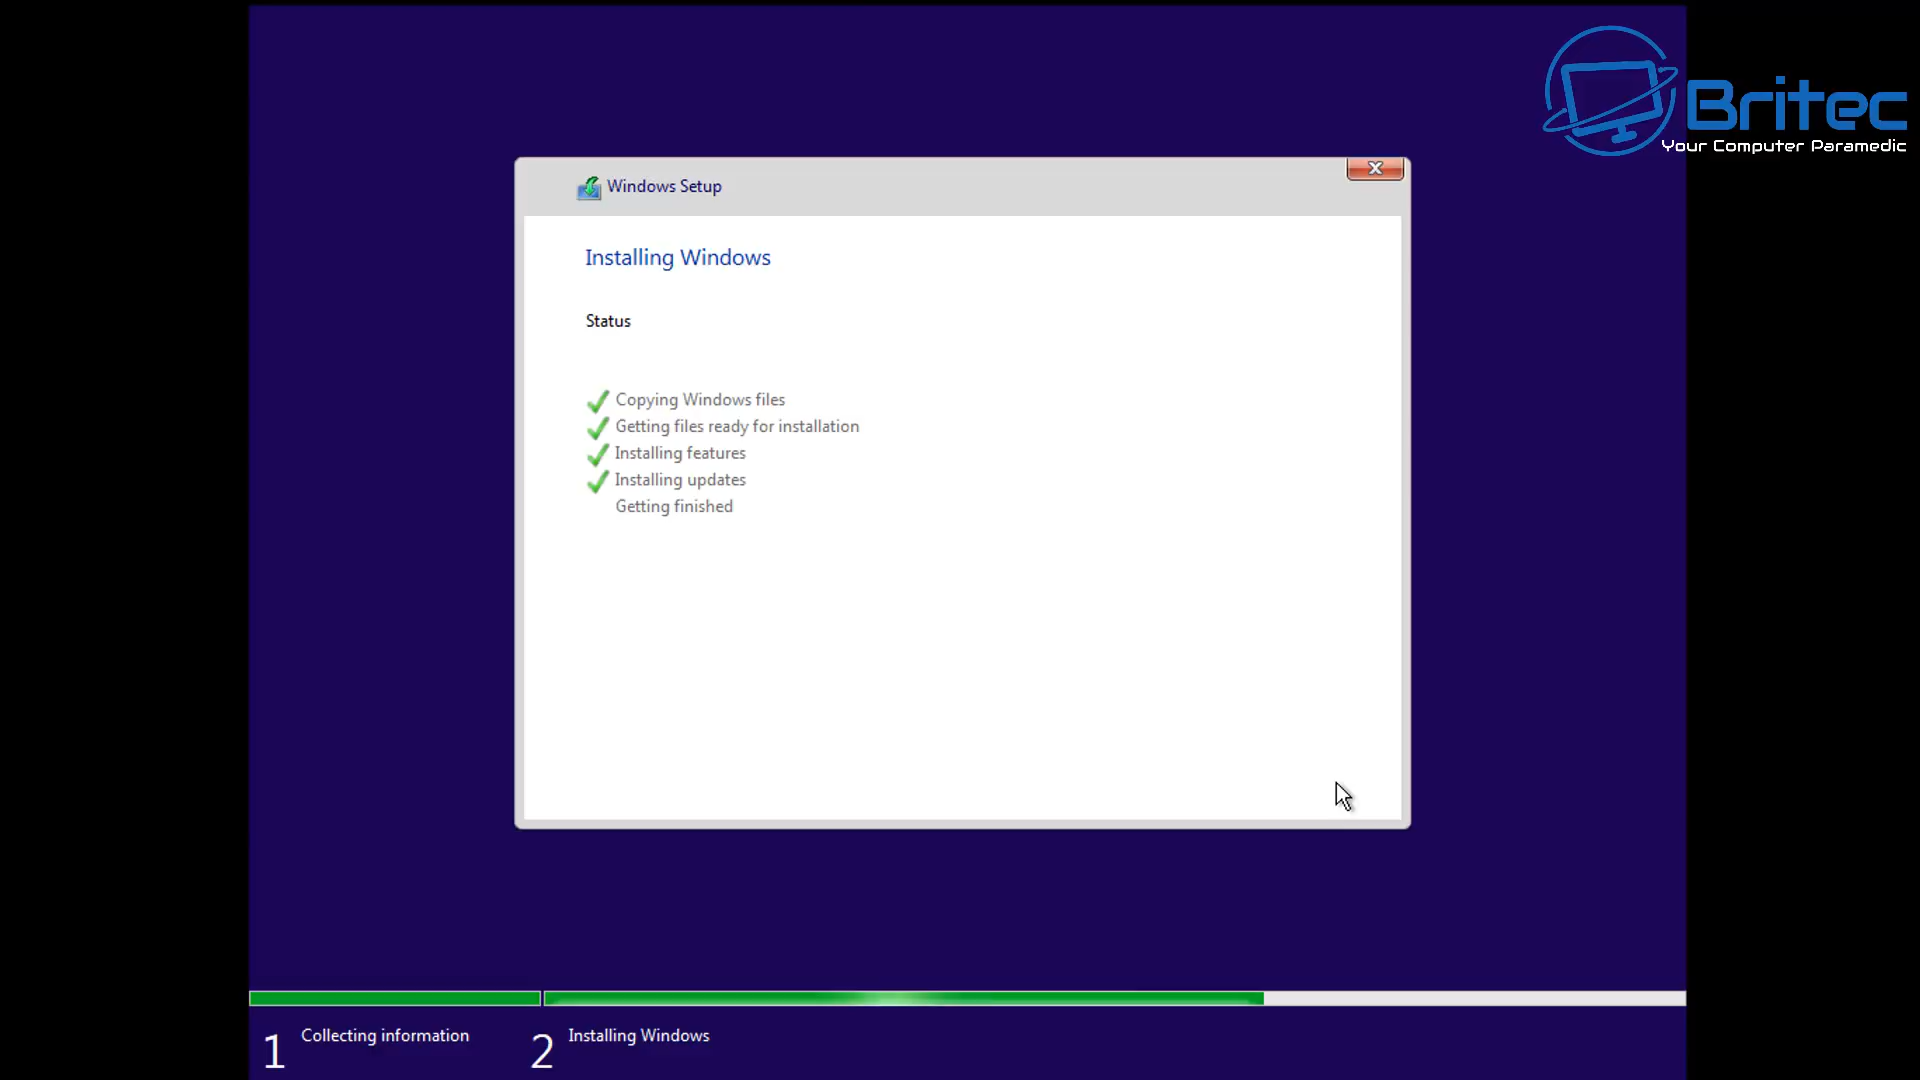 Britec
Your Computer Paramedic
Windows Setup
Installing Windows
Status
Copying Windows files
Getting files ready for installation
Installing features
Installing updates
Getting finished
1 Collecting information
2 Installing Windows